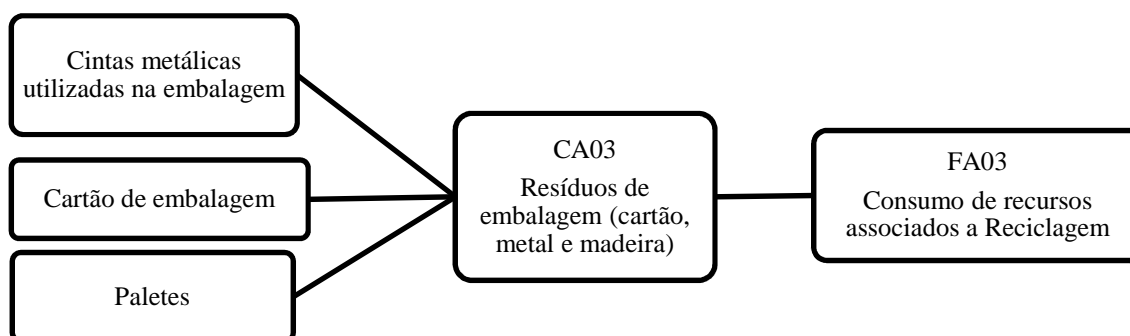 Cintas metálicas
utilizadas na embalagem
Cartão de embalagem
Paletes
CA03
Resíduos de
embalagem (cartão,
metal e madeira)
FA03
Consumo de recursos
associados a Reciclagem